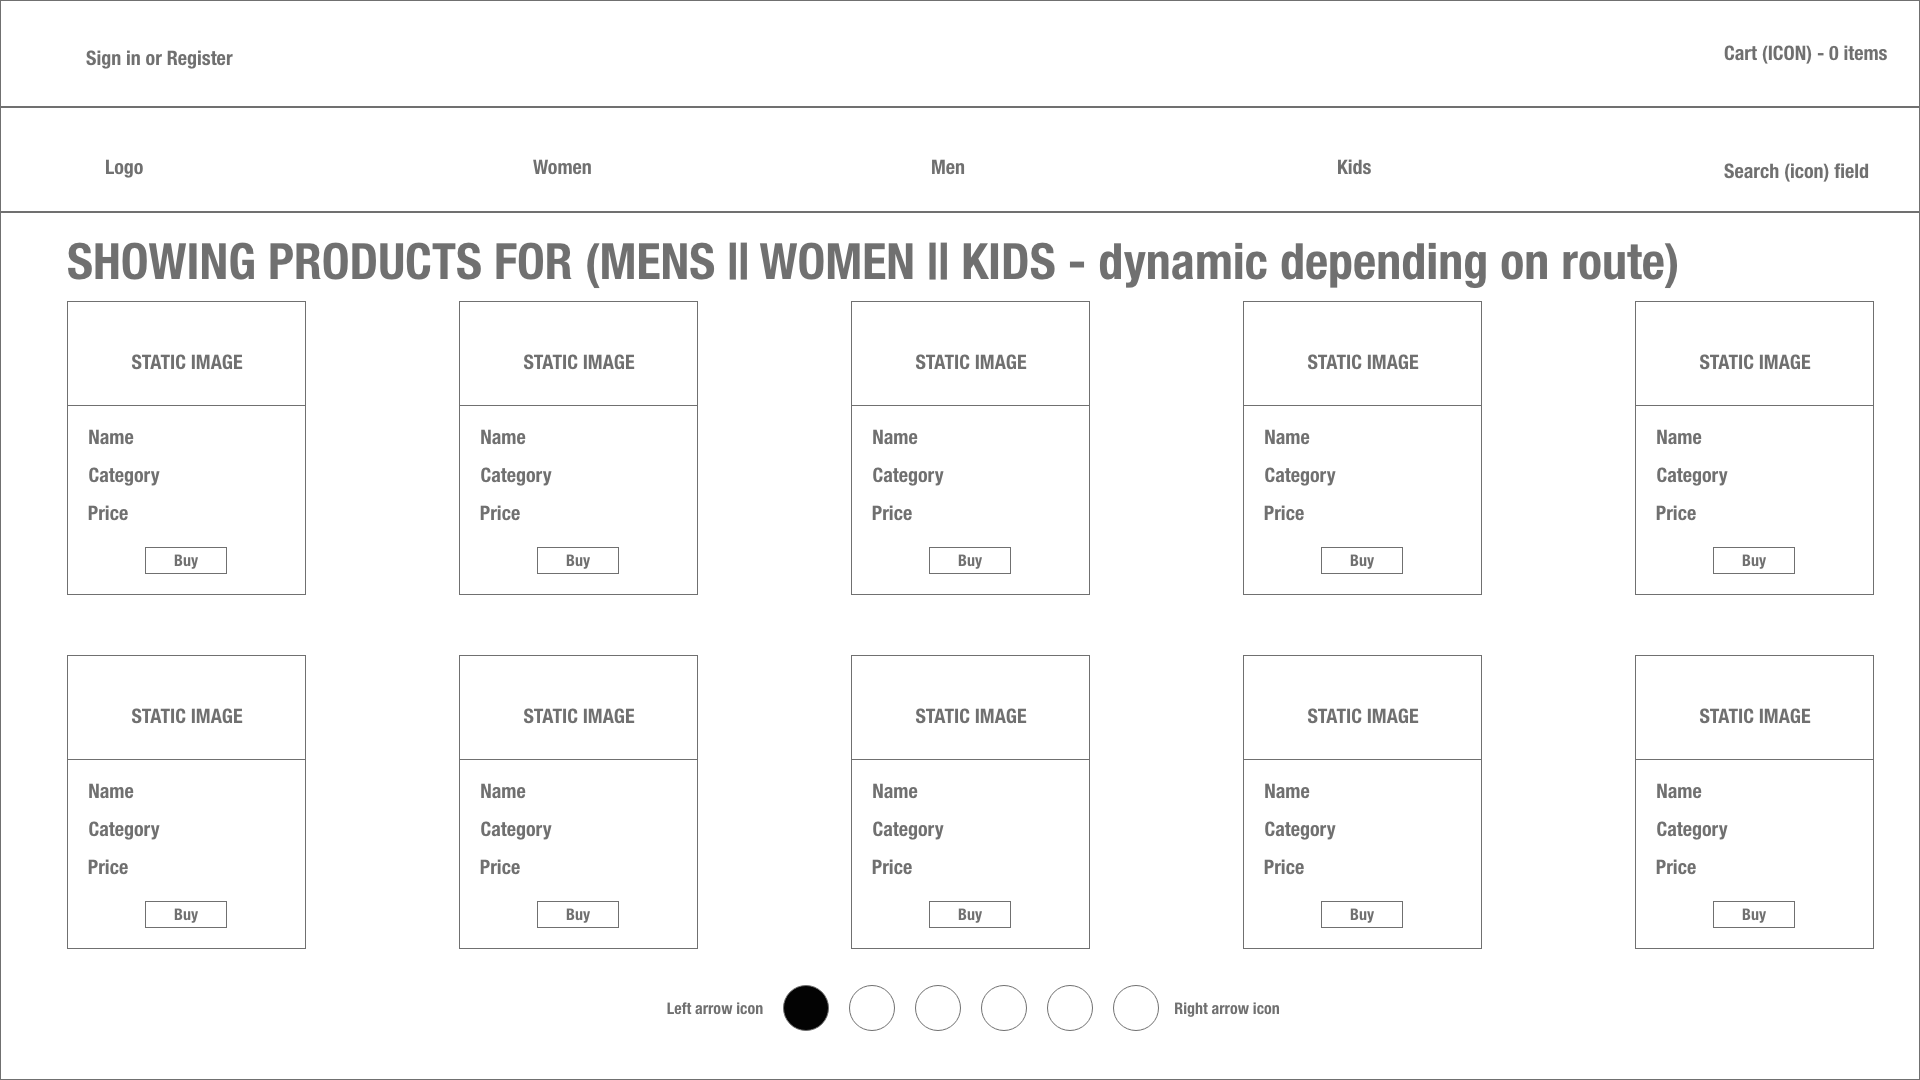 Sign in or Register
Cart (ICON) - 0 items
Logo
Women
Men
Kids
Search (icon) field
SHOWING PRODUCTS FOR (MENS || WOMEN || KIDS - dynamic depending on route)
STATIC IMAGE
Name
Category
Price
Buy
STATIC IMAGE
Name
Category
Price
Buy
STATIC IMAGE
Name
Category
Price
Buy
STATIC IMAGE
Name
Category
Price
Buy
STATIC IMAGE
Name
Category
Price
Buy
STATIC IMAGE
Name
Category
Price
Buy
STATIC IMAGE
Name
Category
Price
Buy
STATIC IMAGE
Name
Category
Price
Buy
STATIC IMAGE
Name
Category
Price
Buy
STATIC IMAGE
Name
Category
Price
Buy
Left arrow icon
Right arrow icon